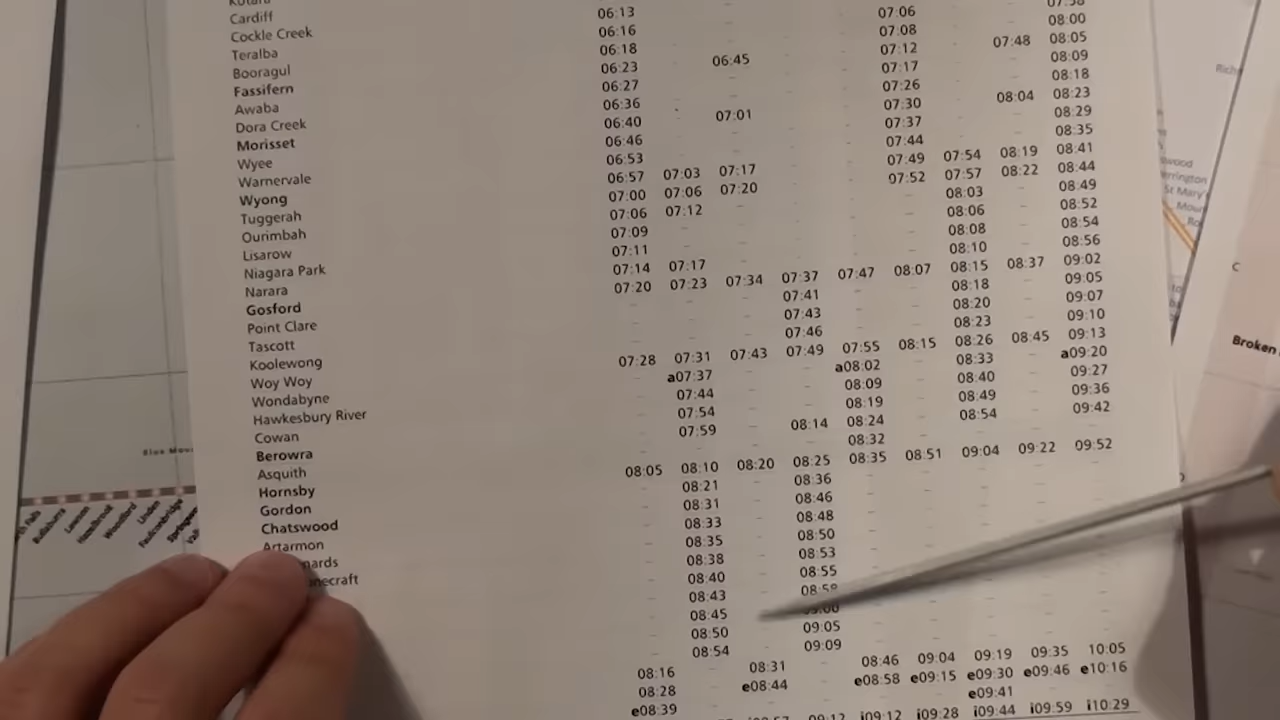 Cardiff
Cockle Creek 06:13
Teralba 06:16 07:06
Booragul 06:18 07:08 08:00
Fassifern 06:23 06:45 07:12 07:48 08:05
Awaba 06:27 07:17 08:09
Dora Creek 06:36 07:26 08:18
Morisset 06:40 07:01 07:30 08:04 08:23
Wyee 06:46 07:37 08:29
Warnervale 06:53 07:44 08:35
Wyong 06:57 07:03 07:17 07:49 07:54 08:19 08:41
Tuggerah 07:00 07:06 07:20 07:52 07:57 08:22 08:44
Ourimbah 07:06 07:12 08:03 08:49
Lisarow 07:09 08:06 08:52
Niagara Park 07:11 08:08 08:54
Narara 07:14 07:17 08:10 08:56
Gosford 07:20 07:23 07:34 07:37 07:47 08:07 08:15 08:37 09:02
Point Clare 07:41 08:18 09:05
Tascott 07:43 08:20 09:07
Koolewong 07:46 08:23 09:10
Woy Woy 07:28 07:31 07:43 07:49 07:55 08:15 08:26 08:45 09:13
Wondabyne a07:37 a08:02 08:33 a09:20
Hawkesbury River 07:44 08:09 08:40 09:27
Cowan 07:54 08:19 08:49 09:36
Berowra 07:59 08:14 08:24 08:54 09:42
Asquith 08:32
Hornsby 08:05 08:10 08:20 08:25 08:35 08:51 09:04 09:22 09:52
Gordon 08:21 08:36
Chatswood 08:31 08:46
Artarmon 08:33 08:48
nards 08:35 08:50
necraft 08:38 08:53
08:40 08:55
08:43
08:45
08:50 09:05
08:54 09:09
08:16 08:31 08:46 09:04 09:19 09:35 10:05
08:28 e08:44 e08:58 e09:15 e09:30 e09:46 e10:16
e08:39 e09:41
09:12 i09:12 i09:28 i09:44 i09:59 i10:29
Blue
Bullaburra
Lawson
Hazelbrook
Woodford
Linden
Faulconbridge
St Mary's
Broken